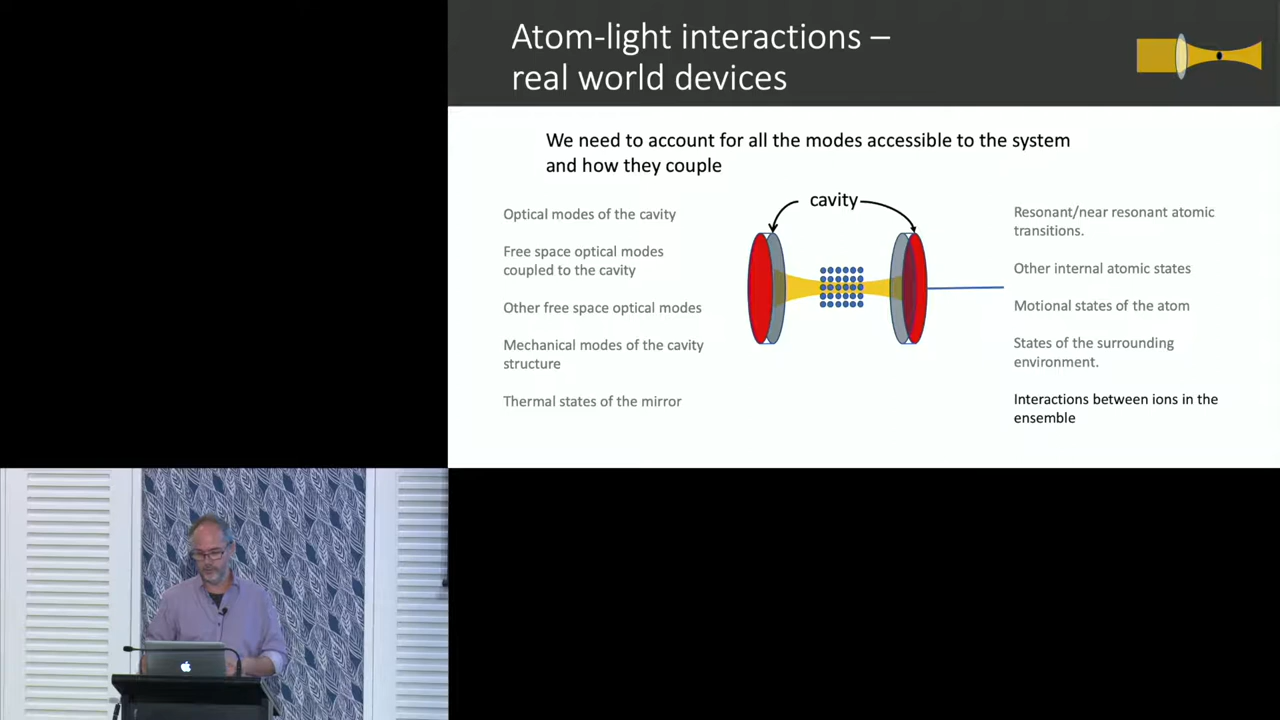 Atom-light interactions –
real world devices
We need to account for all the modes accessible to the system
and how they couple
Optical modes of the cavity
Free space optical modes
coupled to the cavity
Other free space optical modes
Mechanical modes of the cavity
structure
Thermal states of the mirror
cavity
Resonant/near resonant atomic
transitions.
Other internal atomic states
Motional states of the atom
States of the surrounding
environment.
Interactions between ions in the
ensemble